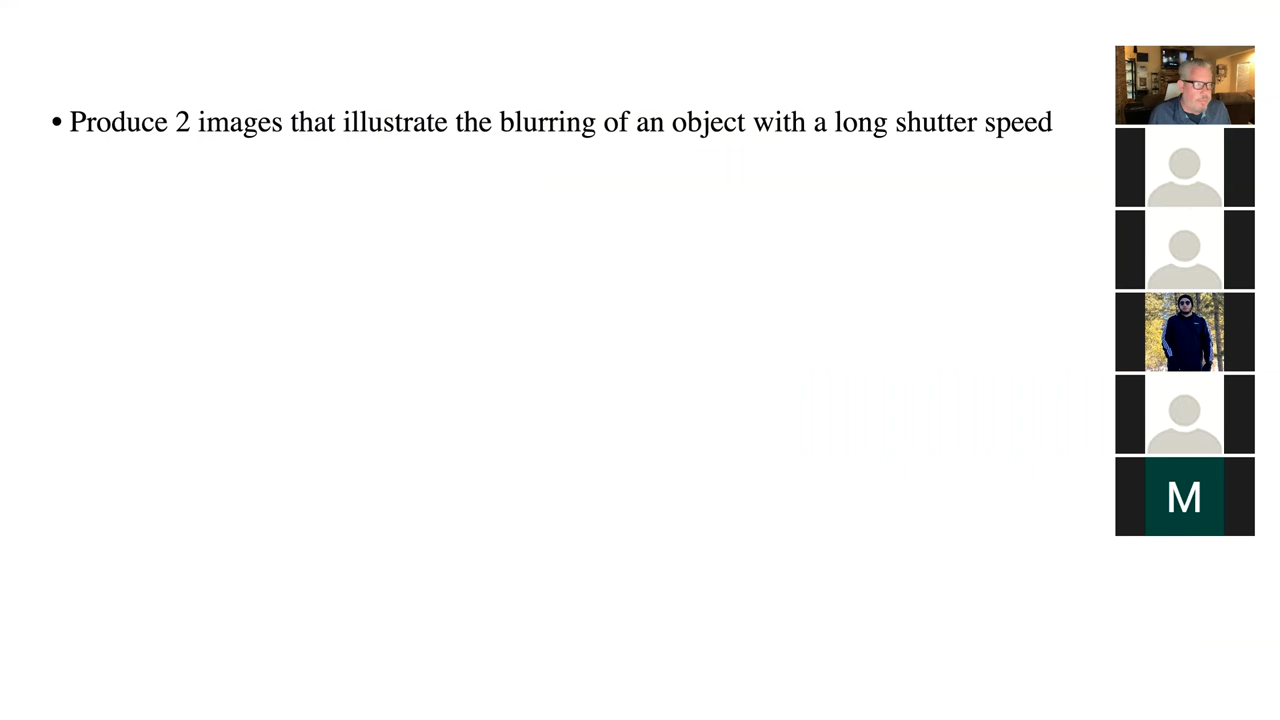 • Produce 2 images that illustrate the blurring of an object with a long shutter speed
M